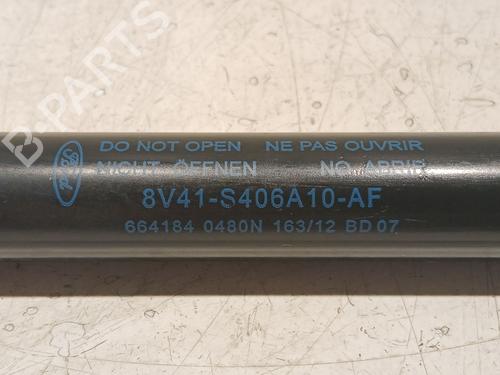 B-PARTS
Ford
DO NOT OPEN NE PAS OUVRIR
NICHT ÖFFNEN NO ABRIR
8V41-S406A10-AF
664184 0480N 163/12 BD 07